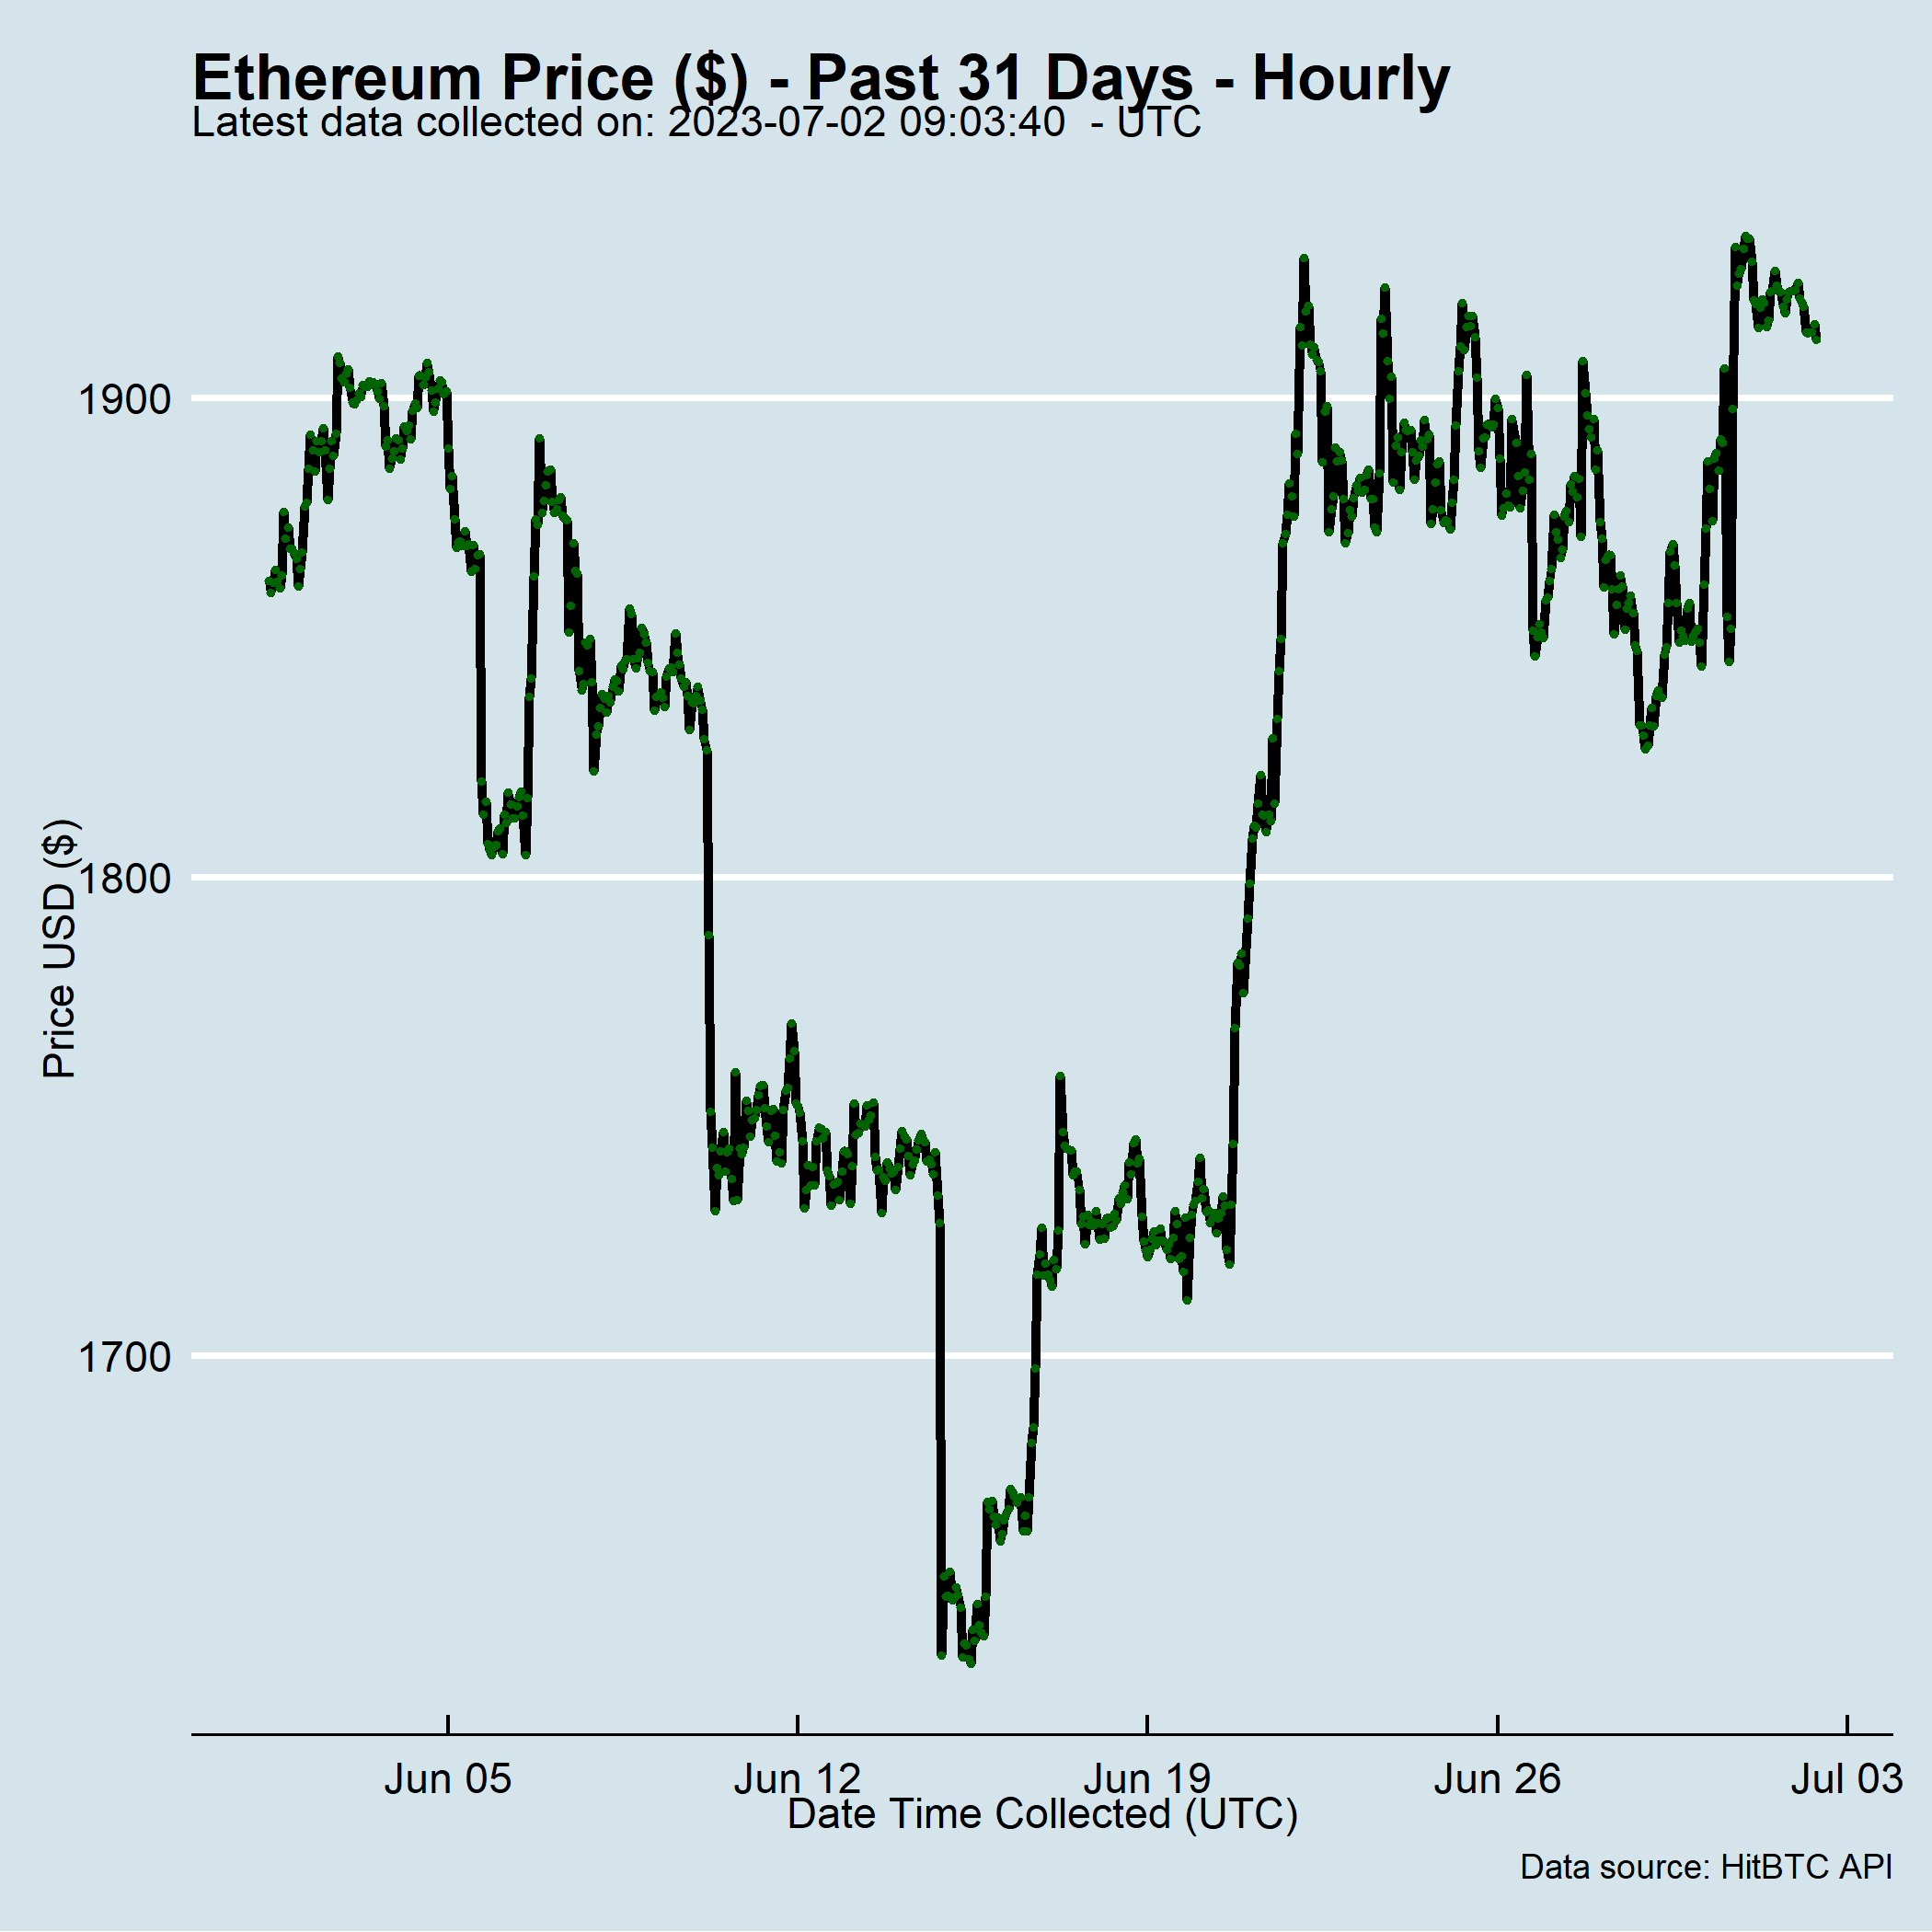 Ethereum Price ($) - Past 31 Days - Hourly
Latest data collected on: 2023-07-02 09:03:40  - UTC
Price USD ($)
1900
1800
1700
Jun 05
Jun 12
Jun 19
Jun 26
Jul 03
Date Time Collected (UTC)
Data source: HitBTC API